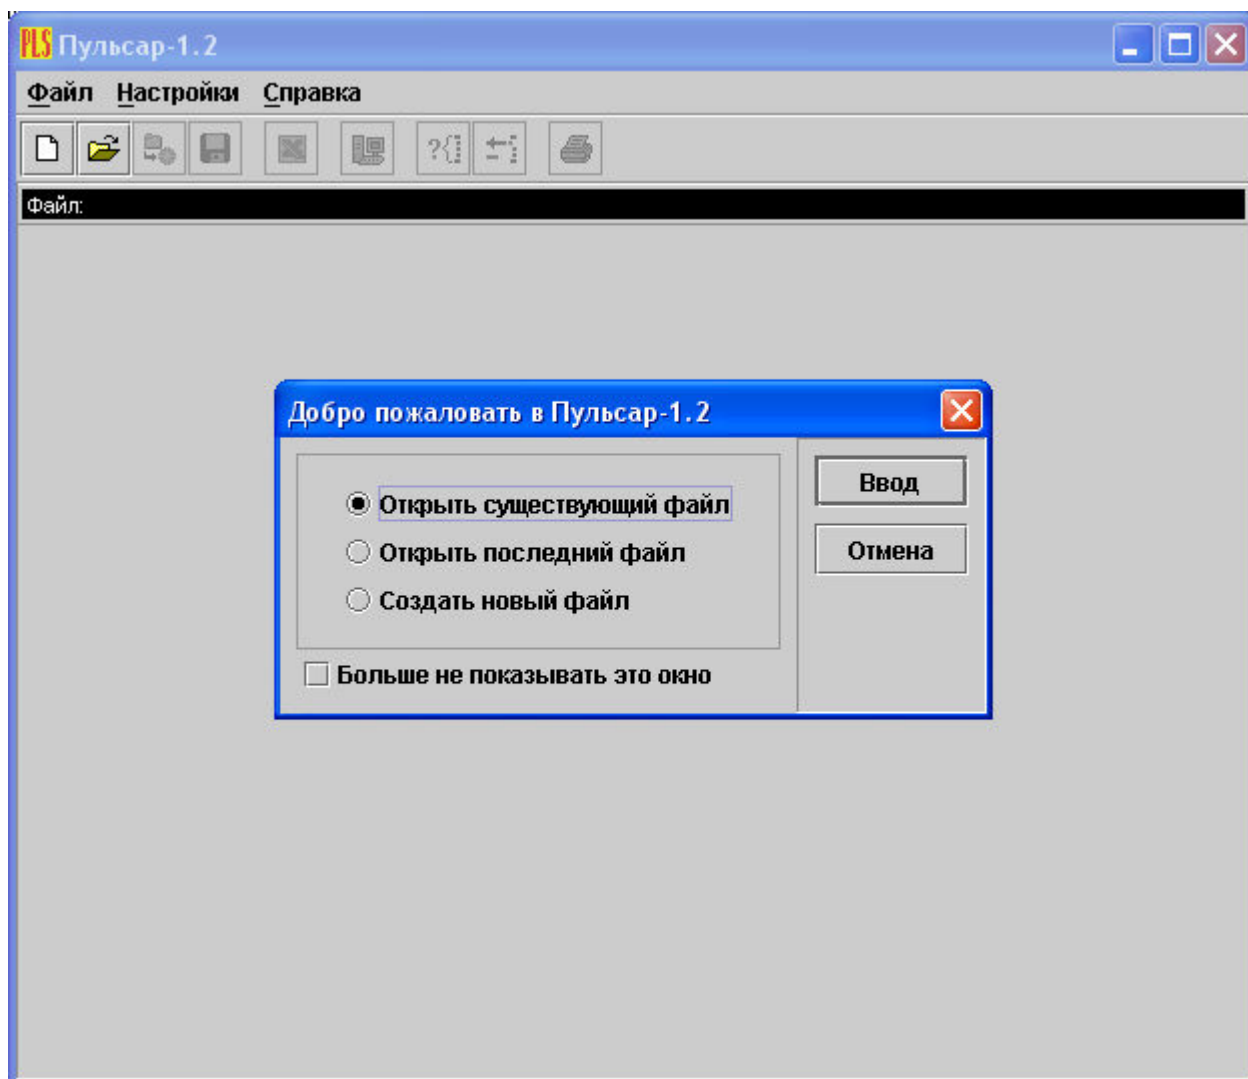 PLS Пульсар-1.2
Файл Настройки Справка
?{
Файл:
Добро пожаловать в Пульсар-1.2
Открыть существующий файл
Открыть последний файл
Создать новый файл
Больше не показывать это окно
Ввод
Отмена